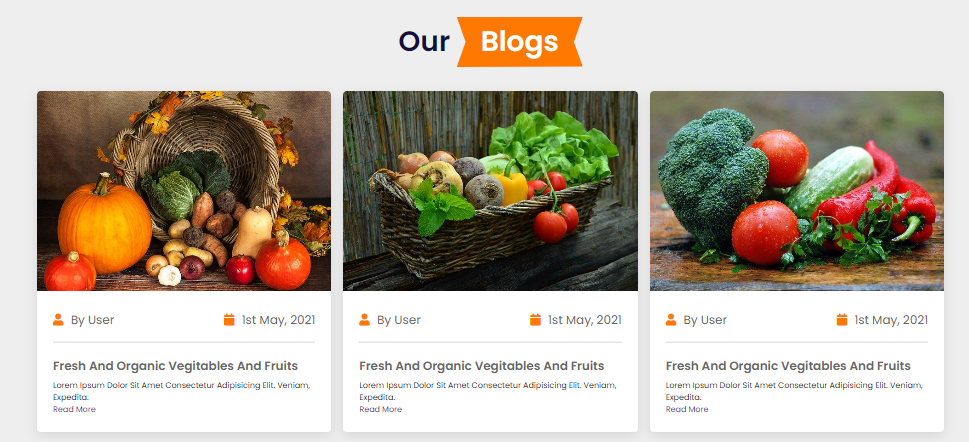 Our Blogs
By User 1st May, 2021
Fresh And Organic Vegitables And Fruits
Lorem Ipsum Dolor Sit Amet Consectetur Adipisicing Elit. Veniam,
Expedita.
Read More
By User 1st May, 2021
Fresh And Organic Vegitables And Fruits
Lorem Ipsum Dolor Sit Amet Consectetur Adipisicing Elit. Veniam,
Expedita.
Read More
By User 1st May, 2021
Fresh And Organic Vegitables And Fruits
Lorem Ipsum Dolor Sit Amet Consectetur Adipisicing Elit. Veniam,
Expedita.
Read More